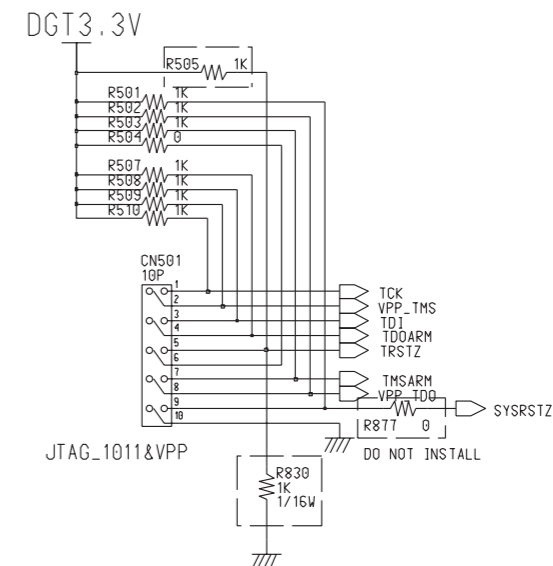 DGT3.3V
R505 1K
R501 1K
R502 1K
R503 1K
R504 0
R507 1K
R508 1K
R509 1K
R510 1K
CN501
10P
1
2
3
4
5
6
7
8
9
10
TCK
VPP_TMS
TDI
TDOARM
TRSTZ
TMSARM
VPP_TDO
SYSRSTZ
R877 0
DO NOT INSTALL
JTAG_1011&VPP
R830
1K
1/16W